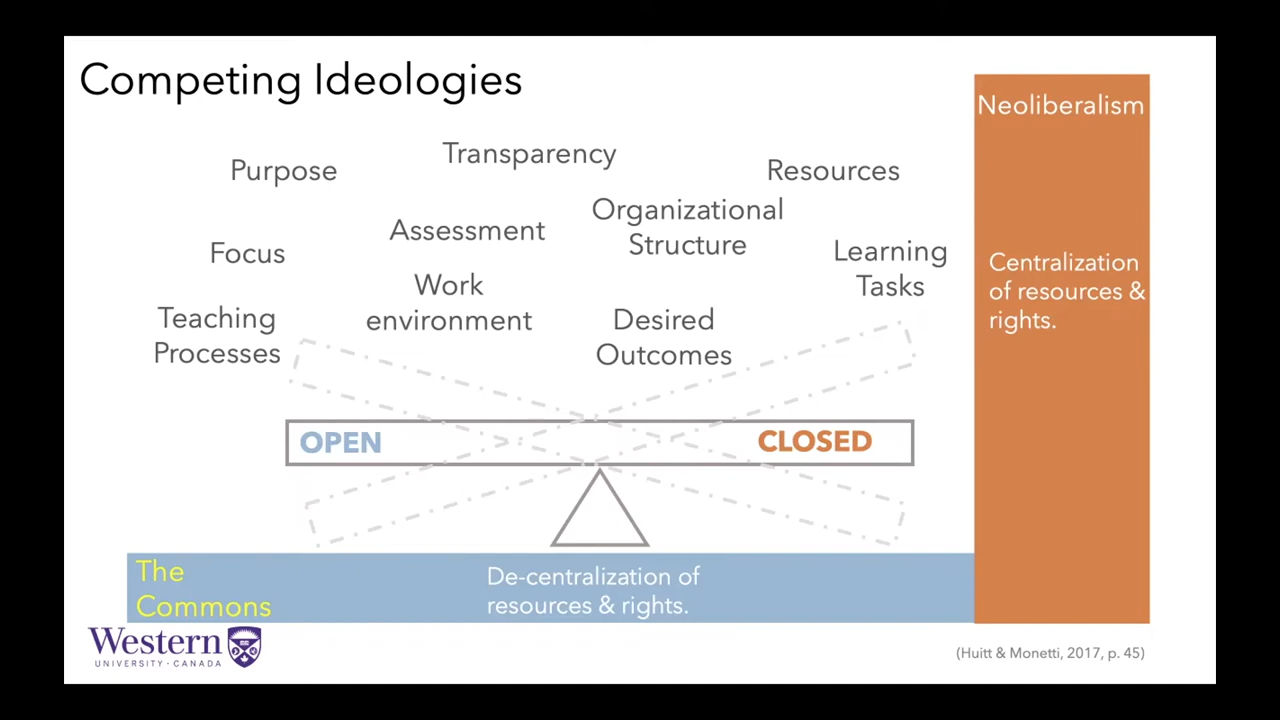 Competing Ideologies
Neoliberalism
Purpose
Transparency
Resources
Organizational
Structure
Assessment
Focus
Learning
Tasks
Work
environment
Teaching
Processes
Desired
Outcomes
Centralization
of resources &
rights.
OPEN
CLOSED
The
Commons
De-centralization of
resources & rights.
Western
UNIVERSITY · CANADA
(Huitt & Monetti, 2017, p. 45)